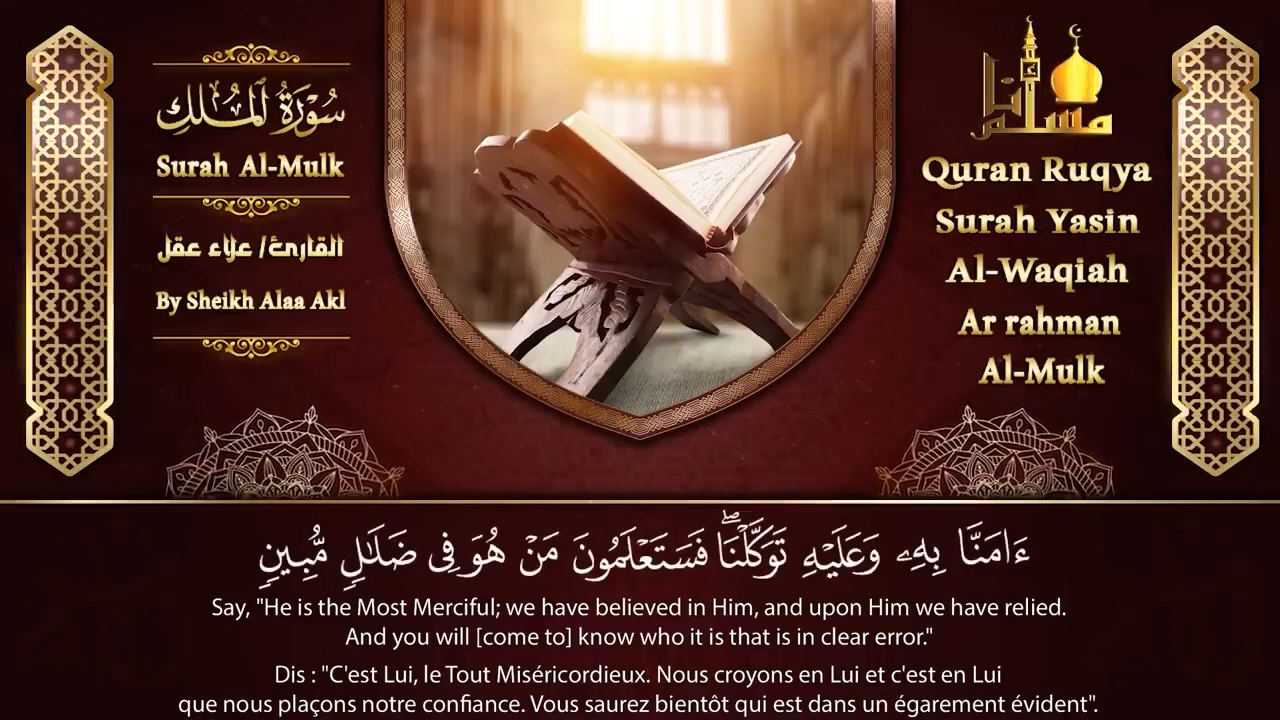 سُورَةُ الْمُلْكِ
Surah Al-Mulk
القارئ/ علاء عقل
By Sheikh Alaa Akl
مسلم أنا
Quran Ruqya
Surah Yasin
Al-Waqiah
Ar rahman
Al-Mulk
ءَامَنَّا بِهِۦ وَعَلَيْهِ تَوَكَّلْنَا ۖ فَسَتَعْلَمُونَ مَنْ هُوَ فِى ضَلَٰلٍ مُّبِينٍ
Say, "He is the Most Merciful; we have believed in Him, and upon Him we have relied.
And you will [come to] know who it is that is in clear error."
Dis : "C'est Lui, le Tout Miséricordieux. Nous croyons en Lui et c'est en Lui
que nous plaçons notre confiance. Vous saurez bientôt qui est dans un égarement évident".